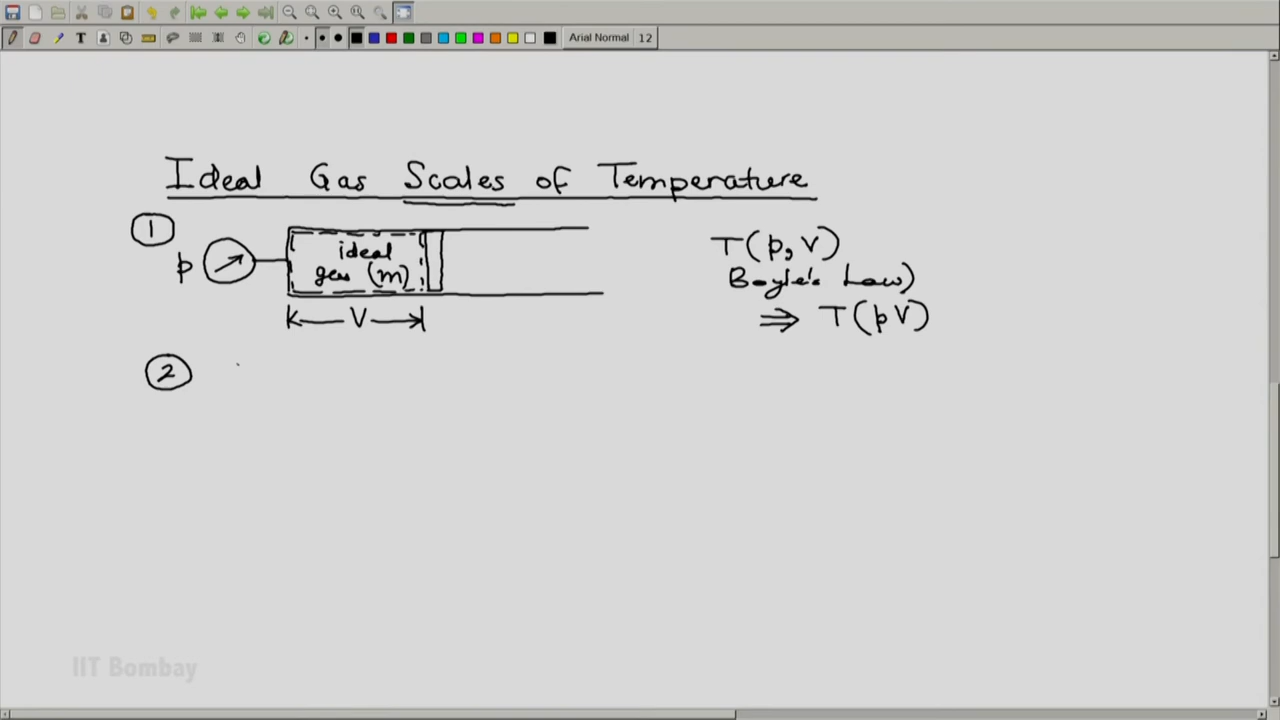 Arial Normal 12
Ideal Gas Scales of Temperature
1
p
ideal
gas (m)
V
T(p, V)
Boyle's Law)
⇒ T(pV)
2
IIT Bombay